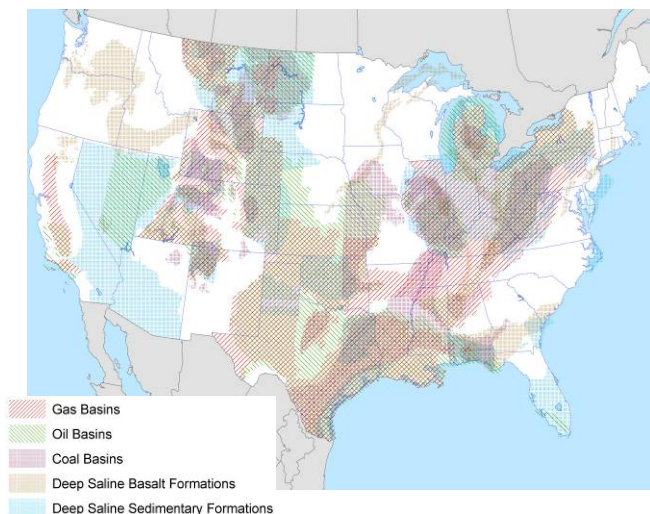 Gas Basins
Oil Basins
Coal Basins
Deep Saline Basalt Formations
Deep Saline Sedimentary Formations